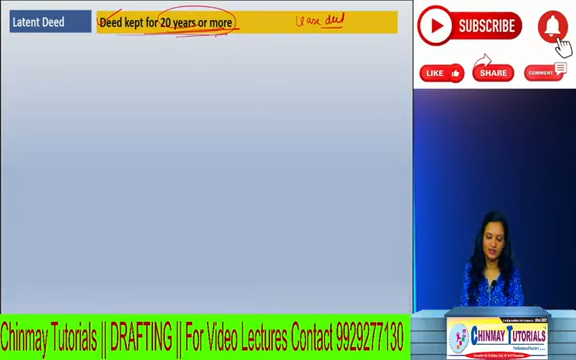 Latent Deed
Deed kept for 20 years or more
Lease deed
SUBSCRIBE
LIKE
SHARE
COMMENT
CHINMAY TUTORIALS
Chinmay Tutorials || DRAFTING || For Video Lectures Contact 9929277130